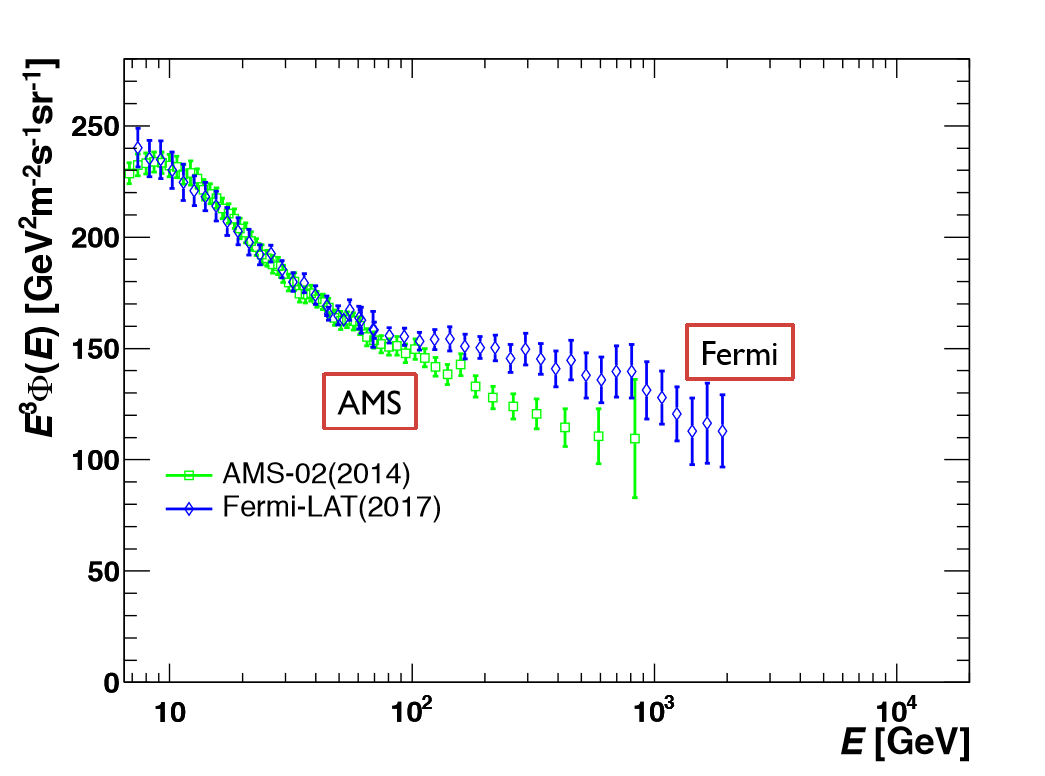 E³Φ(E) [GeV²m⁻²s⁻¹sr⁻¹]
250
200
150
100
50
0
Fermi
AMS
AMS-02(2014)
Fermi-LAT(2017)
10 10² 10³ 10⁴
E [GeV]